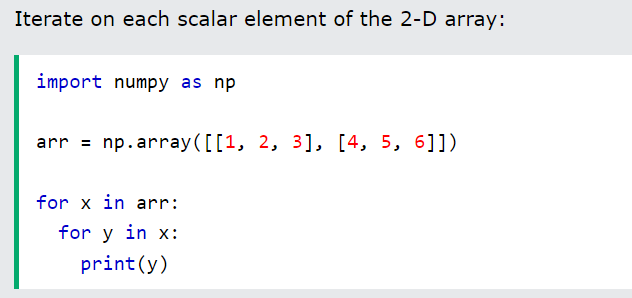 Iterate on each scalar element of the 2-D array:
import numpy as np
arr = np.array([[1, 2, 3], [4, 5, 6]])
for x in arr:
  for y in x:
    print(y)